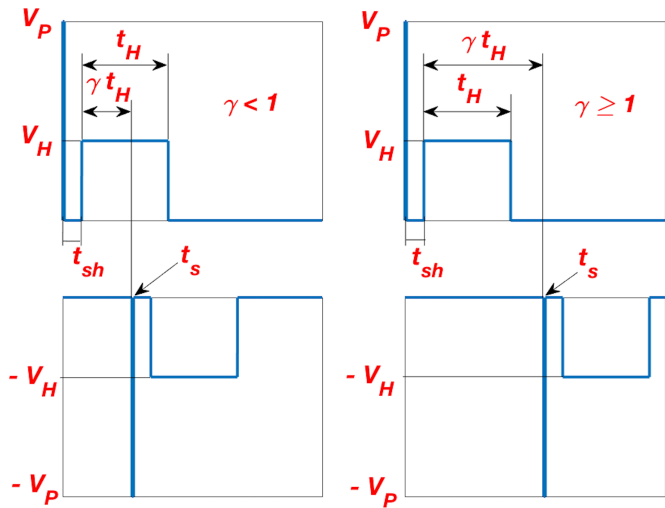 V_P
t_H
γ t_H
γ < 1
V_H
t_sh
t_s
- V_H
- V_P
V_P
γ t_H
t_H
γ ≥ 1
V_H
t_sh
t_s
- V_H
- V_P